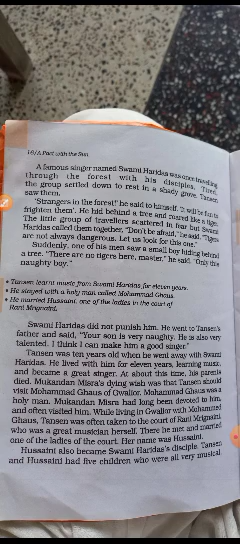 16/A Pact with the Sun
A famous singer named Swami Haridas was once travelling
through the forest with his disciples. Tired,
the group settled down to rest in a shady grove. Tansen
saw them.
'Strangers in the forest!' he said to himself. 'It will be fun to
frighten them'. He hid behind a tree and roared like a tiger.
The little group of travellers scattered in fear but Swami
Haridas called them together. "Don't be afraid," he said. "Tigers
are not always dangerous. Let us look for this one."
Suddenly, one of his men saw a small boy hiding behind
a tree. "There are no tigers here, master," he said. "Only this
naughty boy."
• Tansen learnt music from Swami Haridas for eleven years.
• He stayed with a holy man called Mohammad Ghaus.
• He married Hussaini, one of the ladies in the court of
Rani Mrignaini.
Swami Haridas did not punish him. He went to Tansen's
father and said, "Your son is very naughty. He is also very
talented. I think I can make him a good singer."
Tansen was ten years old when he went away with Swami
Haridas. He lived with him for eleven years, learning music,
and became a great singer. At about this time, his parents
died. Mukandan Misra's dying wish was that Tansen should
visit Mohammad Ghaus of Gwalior. Mohammad Ghaus was a
holy man. Mukandan Misra had long been devoted to him,
and often visited him. While living in Gwalior with Mohammad
Ghaus, Tansen was often taken to the court of Rani Mrignaini
who was a great musician herself. There he met and married
one of the ladies of the court. Her name was Hussaini.
Hussaini also became Swami Haridas's disciple. Tansen
and Hussaini had five children who were all very musical.